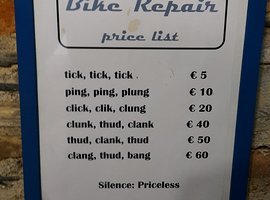 Bike Repair
price list
tick, tick, tick . € 5
ping, ping, plung € 10
click, clik, clung € 20
clunk, thud, clank € 40
thud, clank, thud € 50
clang, thud, bang € 60
Silence: Priceless